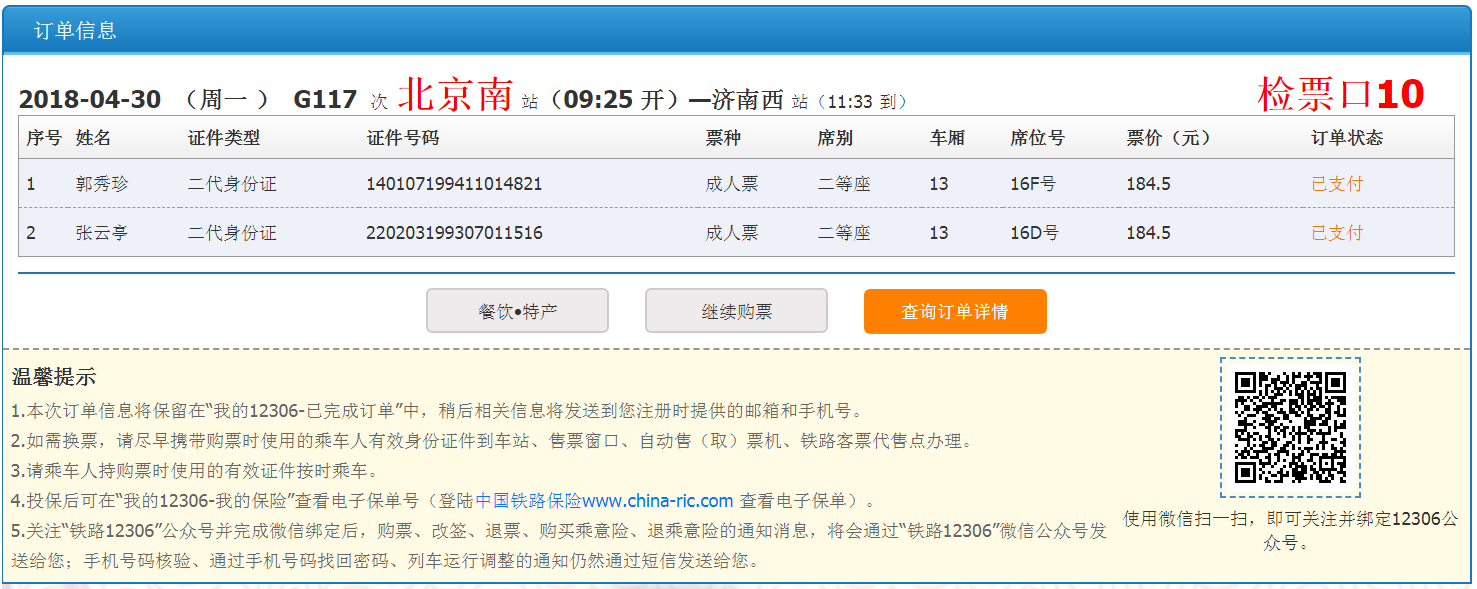 订单信息
2018-04-30 （周一 ） G117 次 北京南 站（09:25 开）—济南西 站（11:33 到） 检票口10
序号 姓名 证件类型 证件号码 票种 席别 车厢 席位号 票价（元） 订单状态
1 郭秀珍 二代身份证 140107199411014821 成人票 二等座 13 16F号 184.5 已支付
2 张云亭 二代身份证 220203199307011516 成人票 二等座 13 16D号 184.5 已支付
餐饮•特产 继续购票 查询订单详情
温馨提示
1.本次订单信息将保留在“我的12306-已完成订单”中，稍后相关信息将发送到您注册时提供的邮箱和手机号。
2.如需换票，请尽早携带购票时使用的乘车人有效身份证件到车站、售票窗口、自动售（取）票机、铁路客票代售点办理。
3.请乘车人持购票时使用的有效证件按时乘车。
4.投保后可在“我的12306-我的保险”查看电子保单号（登陆中国铁路保险www.china-ric.com 查看电子保单）。
5.关注“铁路12306”公众号并完成微信绑定后，购票、改签、退票、购买乘意险、退乘意险的通知消息，将会通过“铁路12306”微信公众号发
送给您；手机号码核验、通过手机号码找回密码、列车运行调整的通知仍然通过短信发送给您。
使用微信扫一扫，即可关注并绑定12306公
众号。